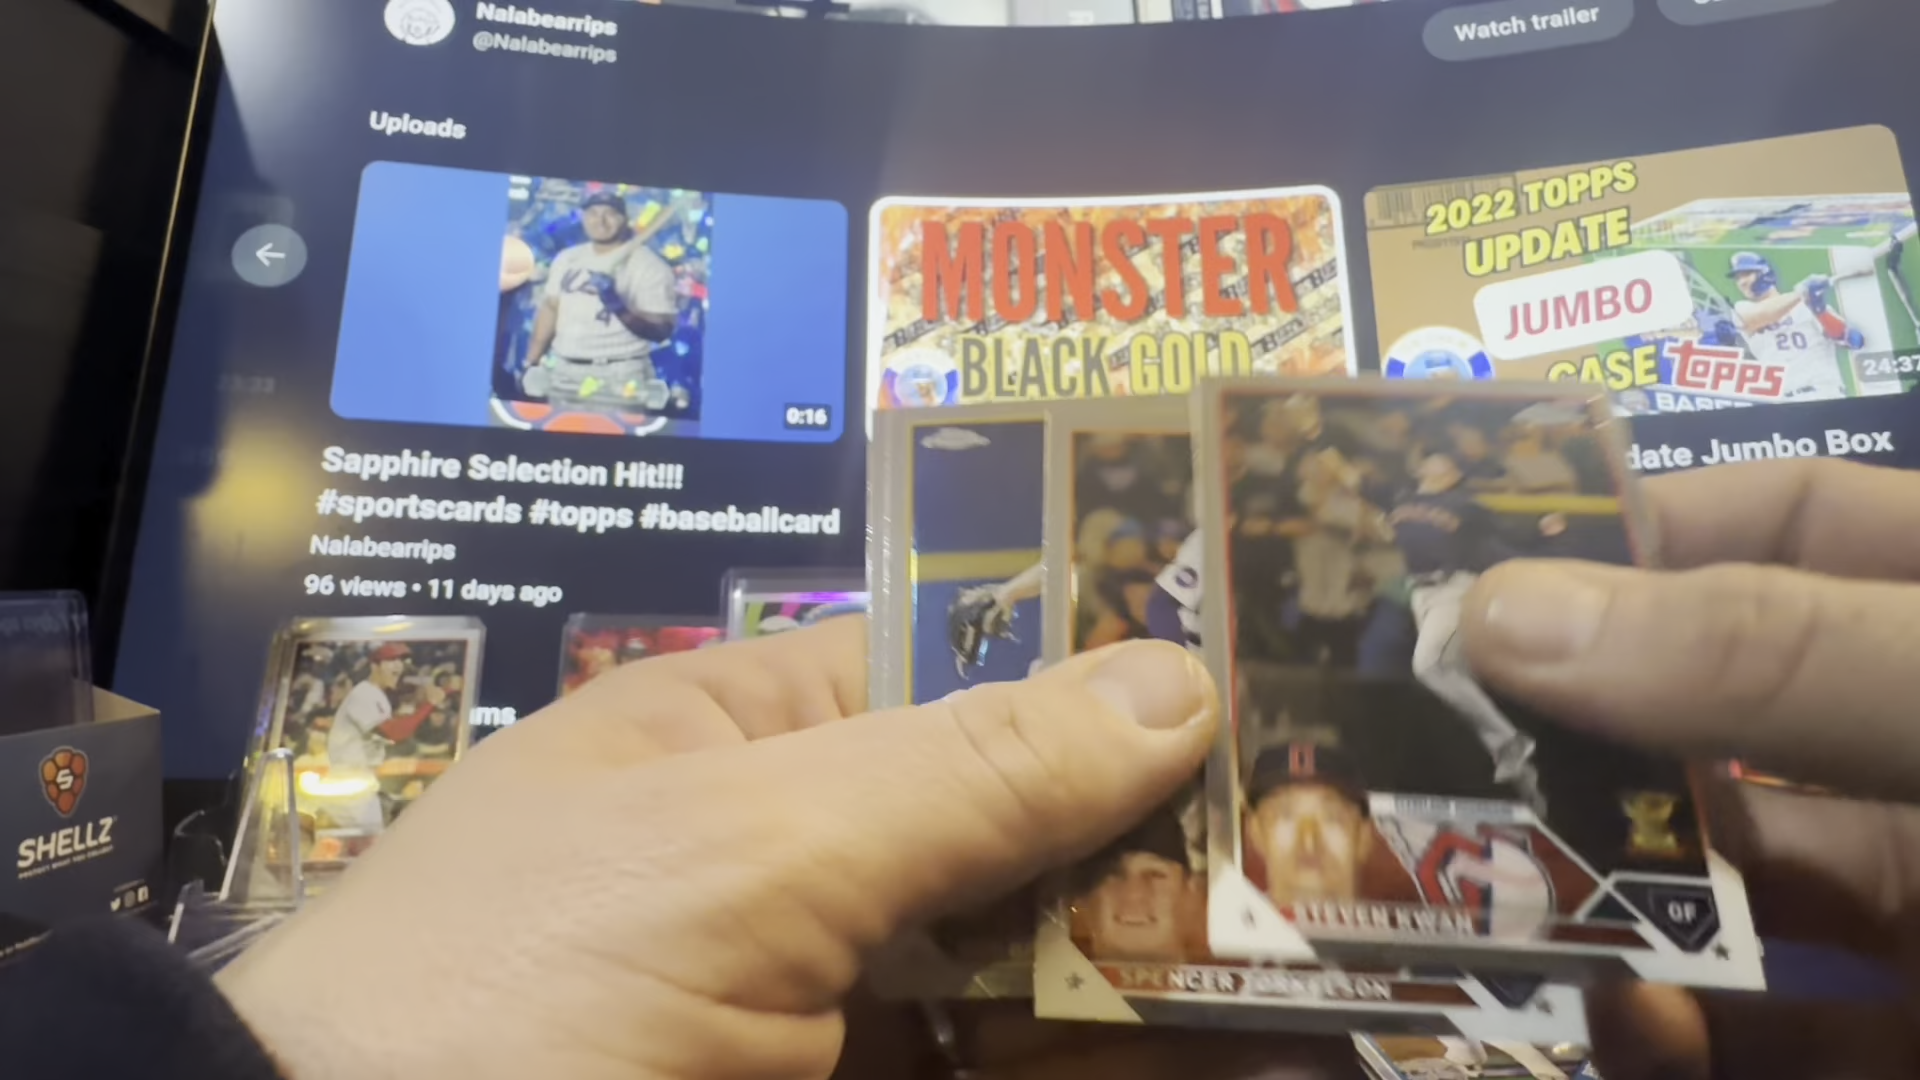 Nalabearrips
@Nalabearrips
Watch trailer
Uploads
0:16
MONSTER
BLACK GOLD
2022 TOPPS
UPDATE
JUMBO
CASE topps
20
24:37
Sapphire Selection Hit!!!
#sportscards #topps #baseballcard
Nalabearrips
96 views • 11 days ago
date Jumbo Box
ms
SHELLZ
STEVEN KWAN
OF
SPENCER TORKELSON